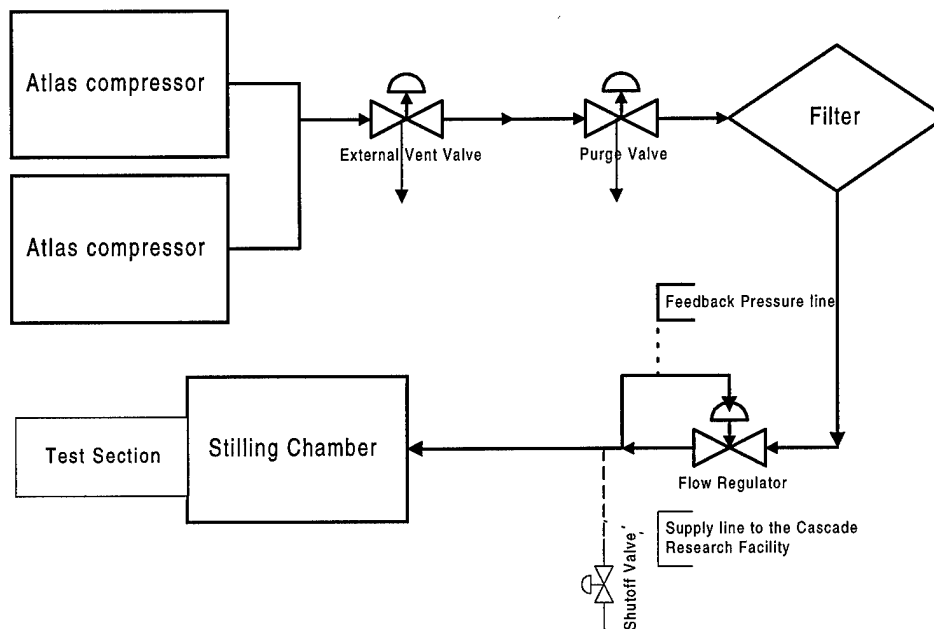 Atlas compressor
External Vent Valve
Purge Valve
Filter
Atlas compressor
Feedback Pressure line
Test Section
Stilling Chamber
Flow Regulator
Shutoff Valve
Supply line to the Cascade
Research Facility